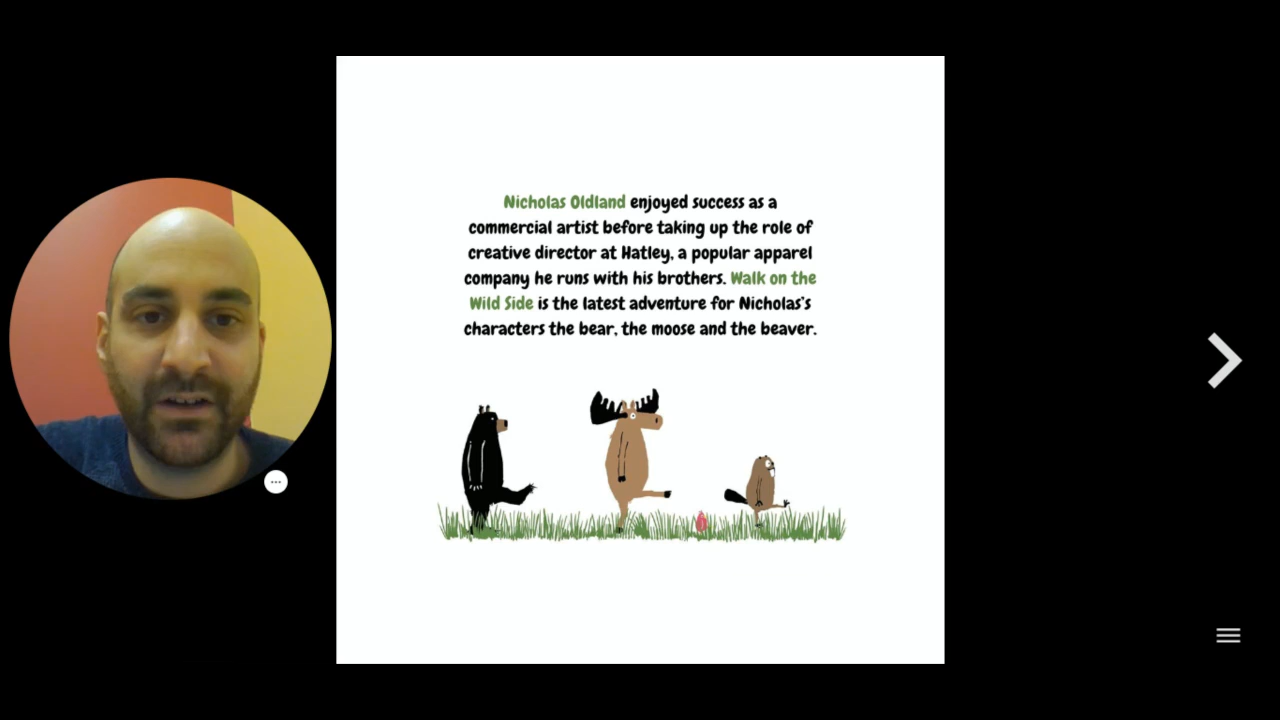 Nicholas Oldland enjoyed success as a
commercial artist before taking up the role of
creative director at Hatley, a popular apparel
company he runs with his brothers. Walk on the
Wild Side is the latest adventure for Nicholas's
characters the bear, the moose and the beaver.